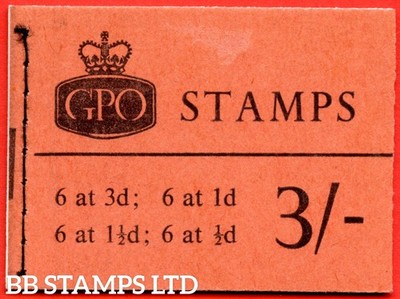 GPO STAMPS
6 at 3d; 6 at 1d
6 at 1½d; 6 at ½d
3/-
BB STAMPS LTD